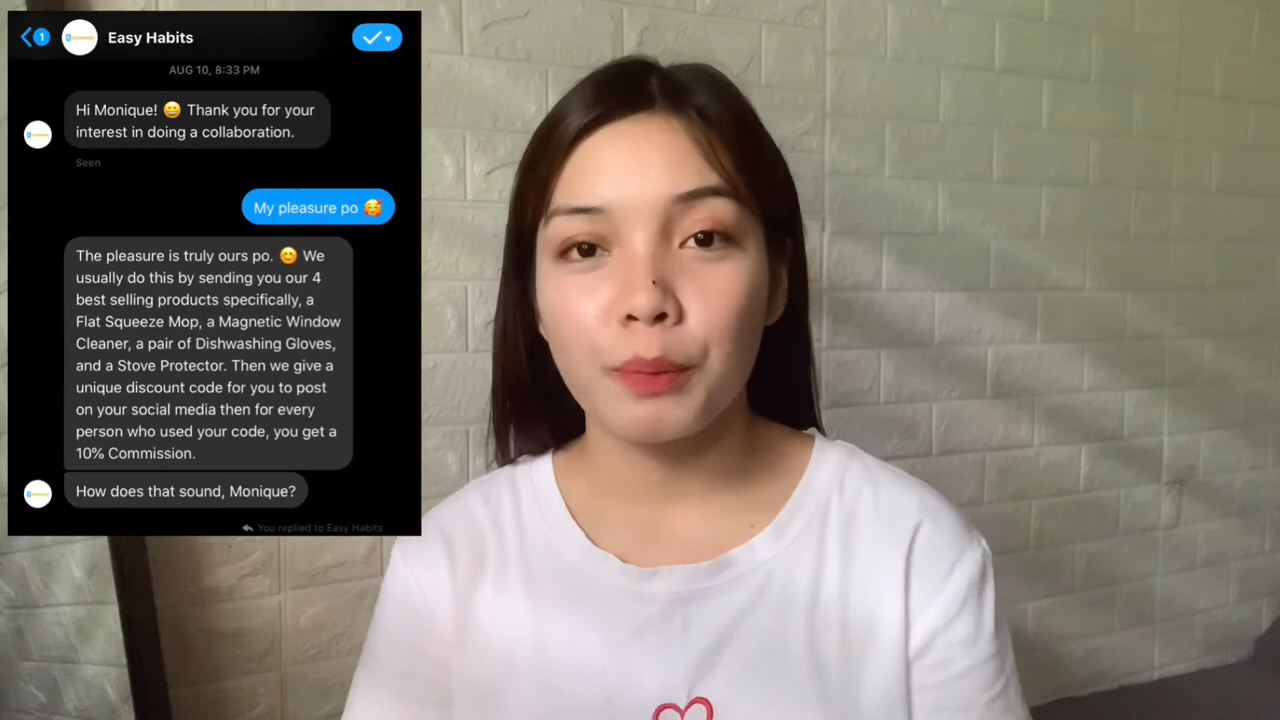 1
Easy Habits
AUG 10, 8:33 PM
Hi Monique! 😀 Thank you for your
interest in doing a collaboration.
Seen
My pleasure po 🥰
The pleasure is truly ours po. 😊 We
usually do this by sending you our 4
best selling products specifically, a
Flat Squeeze Mop, a Magnetic Window
Cleaner, a pair of Dishwashing Gloves,
and a Stove Protector. Then we give a
unique discount code for you to post
on your social media then for every
person who used your code, you get a
10% Commission.
How does that sound, Monique?
You replied to Easy Habits